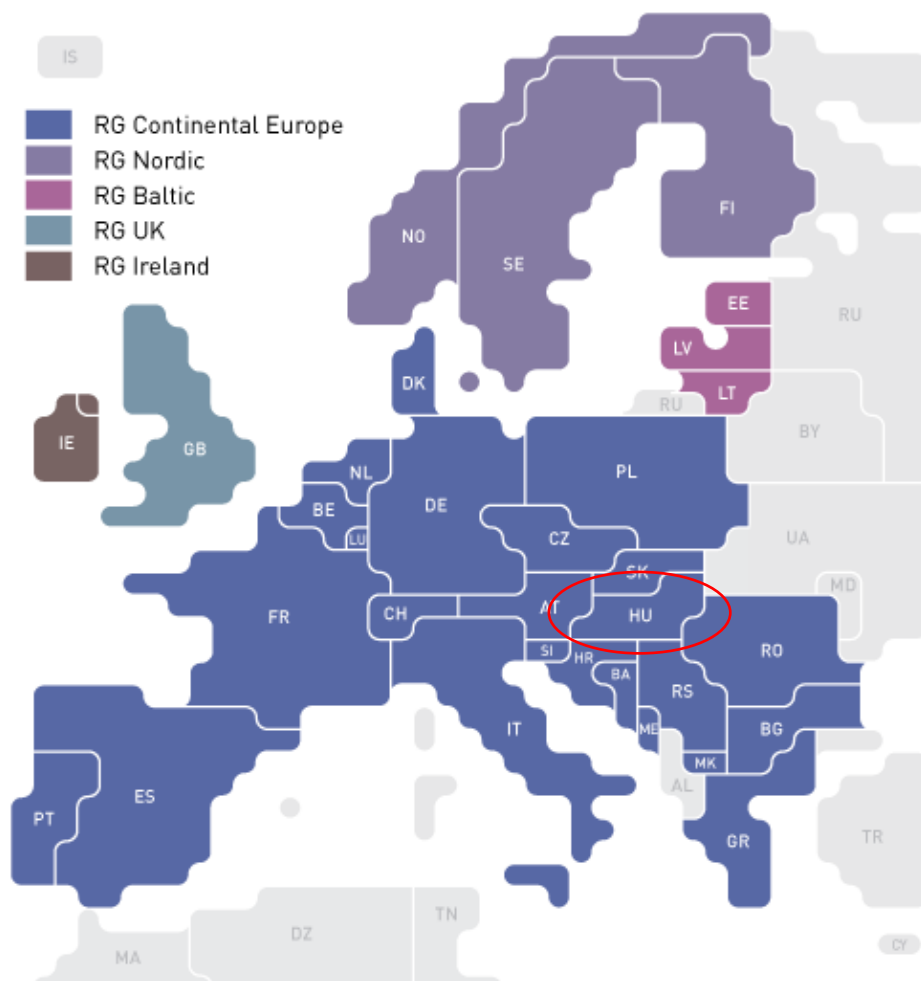 IS
RG Continental Europe
RG Nordic
RG Baltic
RG UK
RG Ireland
NO
SE
FI
EE
RU
LV
DK
LT
RU
BY
IE
GB
NL
PL
BE
DE
LU
CZ
UA
SK
MD
FR
CH
AT
HU
SI
HR
RO
BA
RS
IT
ME
BG
MK
AL
ES
PT
GR
TR
TN
DZ
CY
MA